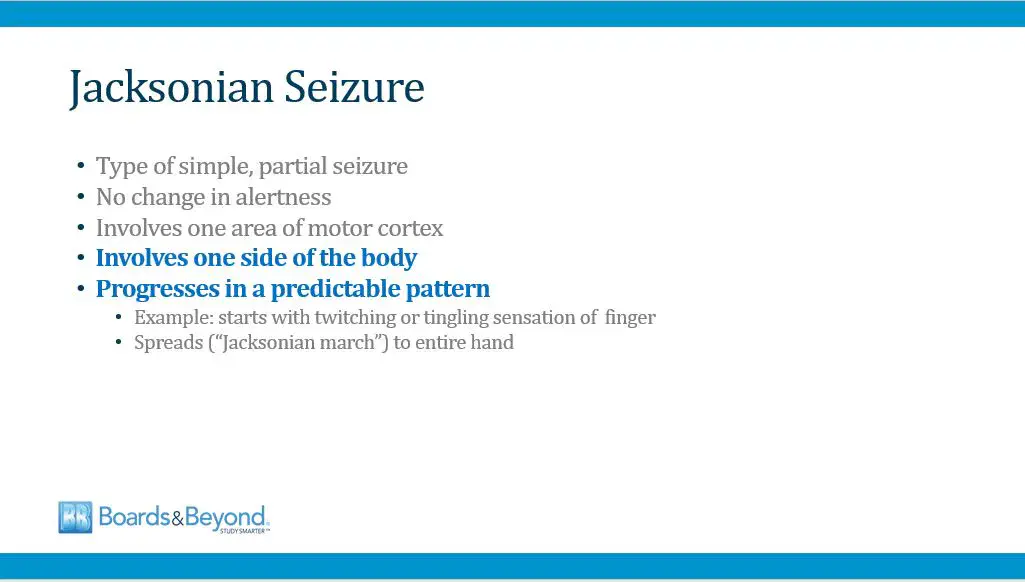 Jacksonian Seizure
• Type of simple, partial seizure
• No change in alertness
• Involves one area of motor cortex
• Involves one side of the body
• Progresses in a predictable pattern
• Example: starts with twitching or tingling sensation of finger
• Spreads (“Jacksonian march”) to entire hand
BB Boards&Beyond.
STUDY SMARTER™